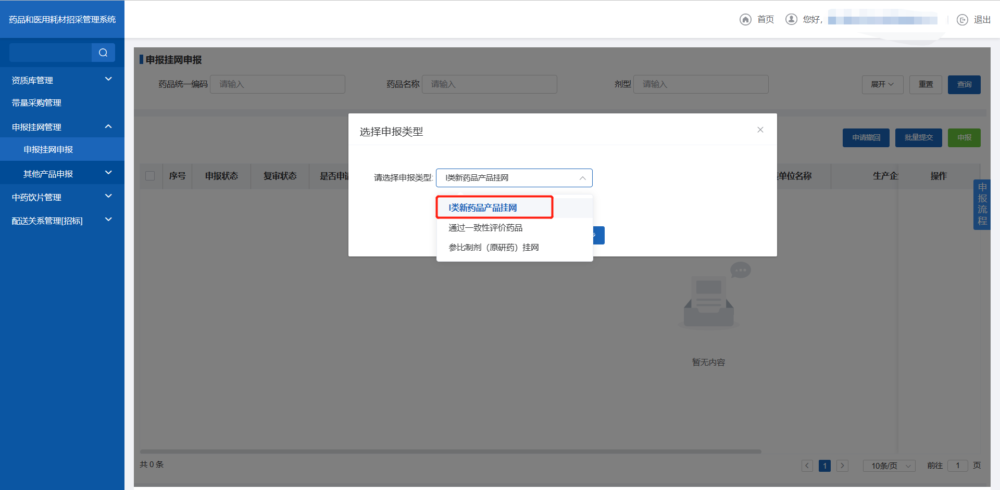 药品和医用耗材招采管理系统
首页
您好,
退出
资质库管理
带量采购管理
申报挂网管理
申报挂网申报
其他产品申报
中药饮片管理
配送关系管理[招标]
申报挂网申报
药品统一编码 请输入
药品名称 请输入
剂型 请输入
展开
重置
查询
选择申报类型
申请撤回
批量提交
申报
序号
申报状态
复审状态
是否申
单位名称
生产企
操作
请选择申报类型:
I类新药品产品挂网
I类新药品产品挂网
通过一致性评价药品
参比制剂（原研药）挂网
申报流程
暂无内容
共 0 条
1
10条/页
前往 1 页